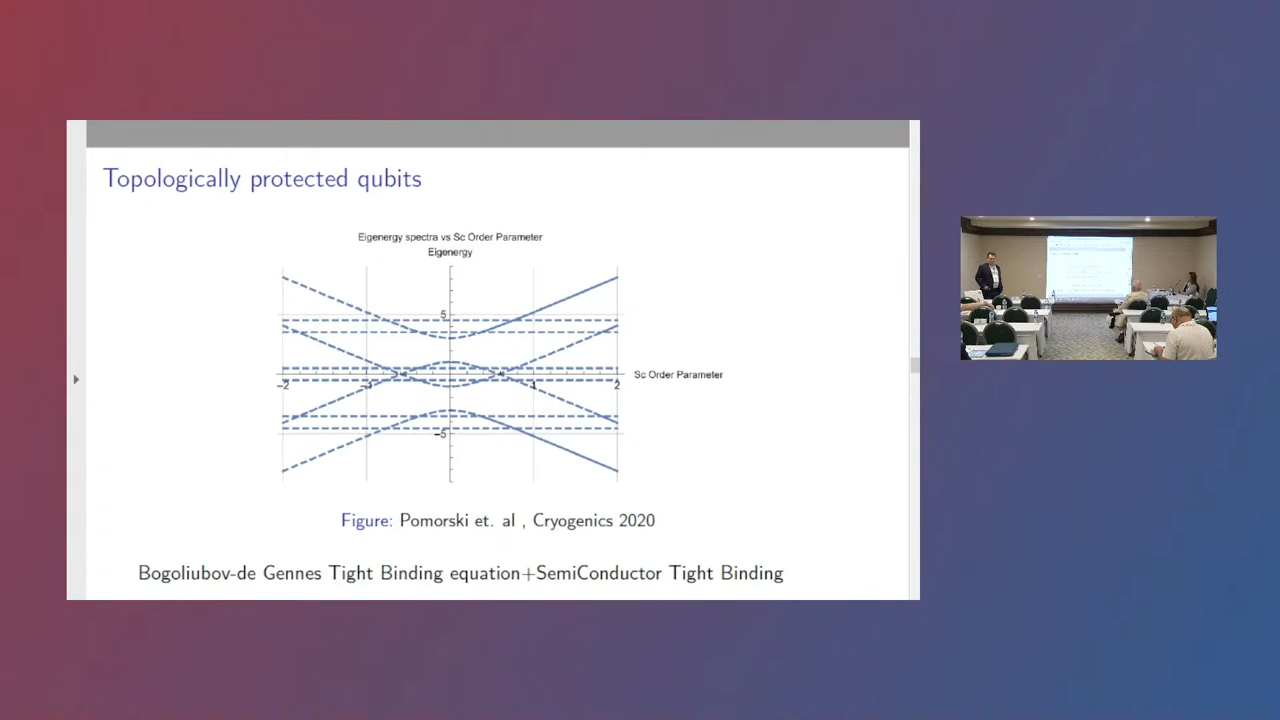 Topologically protected qubits
Eigenergy spectra vs Sc Order Parameter
Eigenergy
5
Sc Order Parameter
−2
−1
1
2
−5
Figure: Pomorski et. al , Cryogenics 2020
Bogoliubov-de Gennes Tight Binding equation+SemiConductor Tight Binding